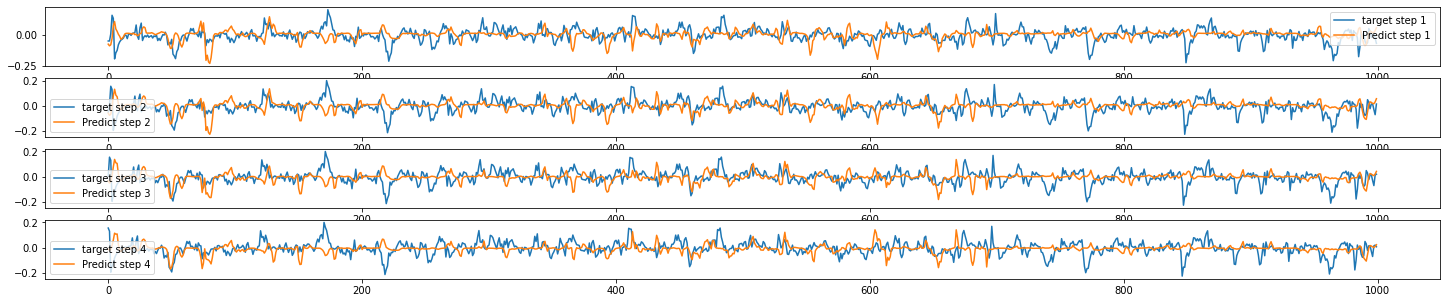 0.00
−0.25
target step 1
Predict step 1
0 200 400 600 800 1000
0.2
0.0
−0.2
target step 2
Predict step 2
0 200 400 600 800 1000
0.2
0.0
−0.2
target step 3
Predict step 3
0 200 400 600 800 1000
0.2
0.0
−0.2
target step 4
Predict step 4
0 200 400 600 800 1000